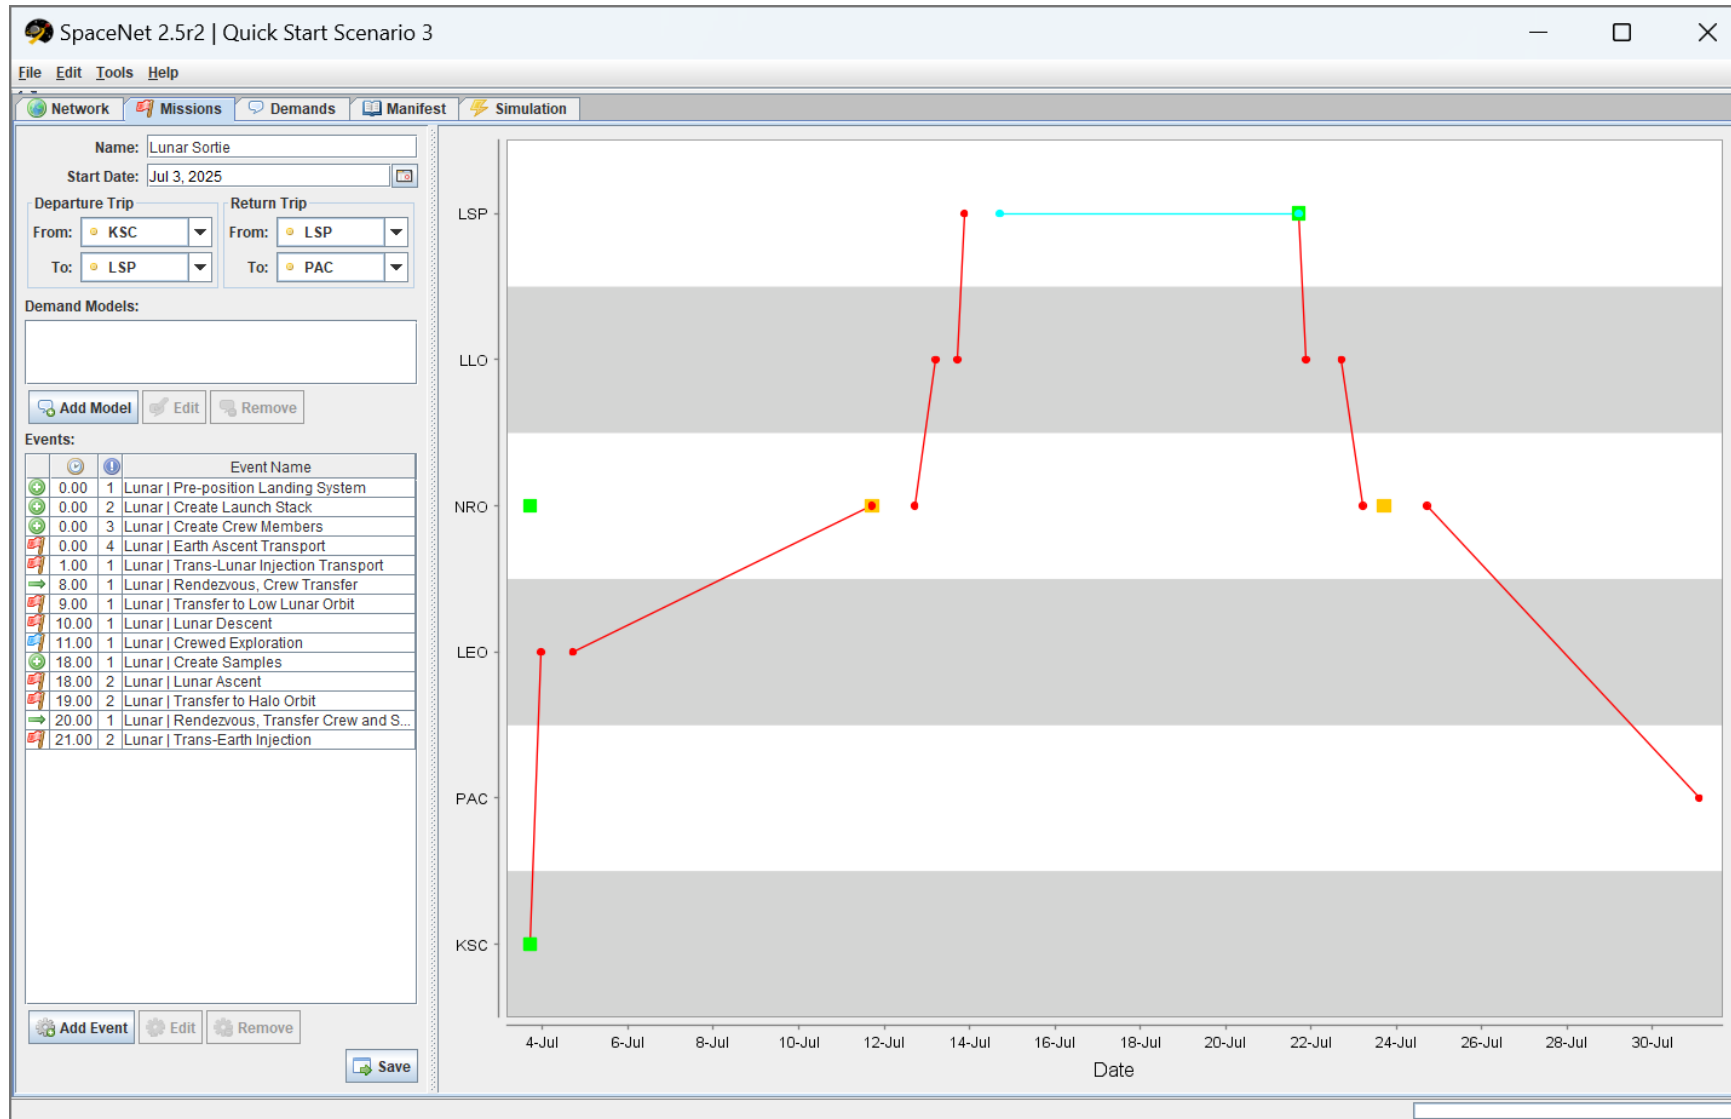 SpaceNet 2.5r2 | Quick Start Scenario 3
File Edit Tools Help
Network Missions Demands Manifest Simulation
Name: Lunar Sortie
Start Date: Jul 3, 2025
Departure Trip Return Trip
From: KSC From: LSP
To: LSP To: PAC
Demand Models:
Add Model Edit Remove
Events:
Event Name
0.00 1 Lunar | Pre-position Landing System
0.00 2 Lunar | Create Launch Stack
0.00 3 Lunar | Create Crew Members
0.00 4 Lunar | Earth Ascent Transport
1.00 1 Lunar | Trans-Lunar Injection Transport
8.00 1 Lunar | Rendezvous, Crew Transfer
9.00 1 Lunar | Transfer to Low Lunar Orbit
10.00 1 Lunar | Lunar Descent
11.00 1 Lunar | Crewed Exploration
18.00 1 Lunar | Create Samples
18.00 2 Lunar | Lunar Ascent
19.00 2 Lunar | Transfer to Halo Orbit
20.00 1 Lunar | Rendezvous, Transfer Crew and S...
21.00 2 Lunar | Trans-Earth Injection
Add Event Edit Remove
Save
LSP
LLO
NRO
LEO
PAC
KSC
4-Jul 6-Jul 8-Jul 10-Jul 12-Jul 14-Jul 16-Jul 18-Jul 20-Jul 22-Jul 24-Jul 26-Jul 28-Jul 30-Jul
Date